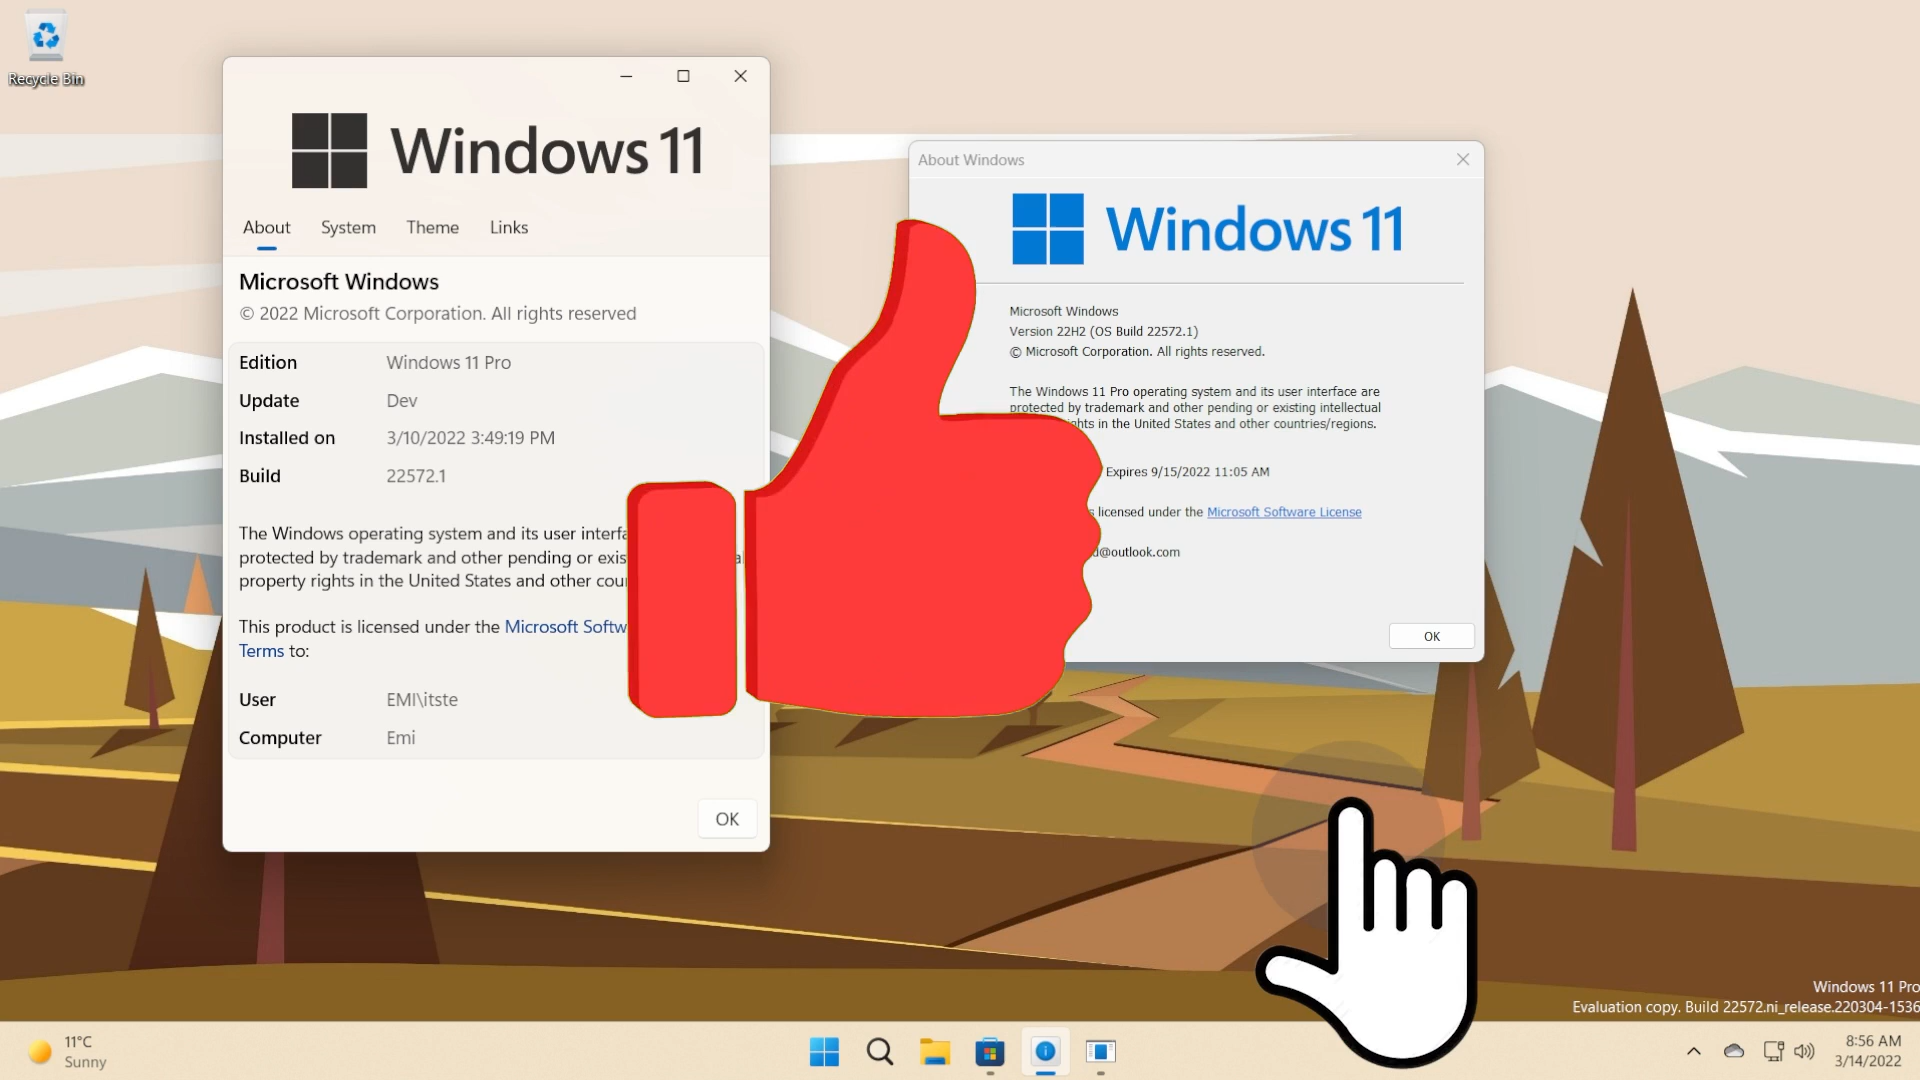 Recycle Bin
Windows 11
About System Theme Links
Microsoft Windows
© 2022 Microsoft Corporation. All rights reserved
Edition Windows 11 Pro
Update Dev
Installed on 3/10/2022 3:49:19 PM
Build 22572.1
The Windows operating system and its user
protected by trademark and other pending or
property rights in the United States and other
This product is licensed under the Microsoft
Terms to:
User EMI\itste
Computer Emi
OK
About Windows
Windows 11
Microsoft Windows
Version 22H2 (OS Build 22572.1)
© Microsoft Corporation. All rights reserved.
The Windows 11 Pro operating system and its user interface are
protected by trademark and other pending or existing intellectual
in the United States and other countries/regions.
Expires 9/15/2022 11:05 AM
licensed under the Microsoft Software License
@outlook.com
OK
Windows 11 Pro
Evaluation copy. Build 22572.ni_release.220304-1536
11°C
Sunny
8:56 AM
3/14/2022